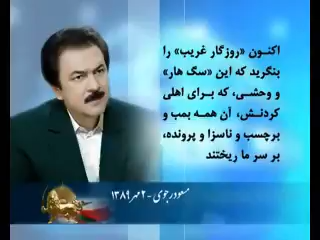 اکنون «روزگار غریب» را
بنگرید که این «سگ هار»
و وحشی، که برای اهلی
کردنش، آن همه بمب و
برچسب و ناسزا و پرونده،
بر سر ما ریختند
مسعود رجوی - ۲ مهر ۱۳۸۹